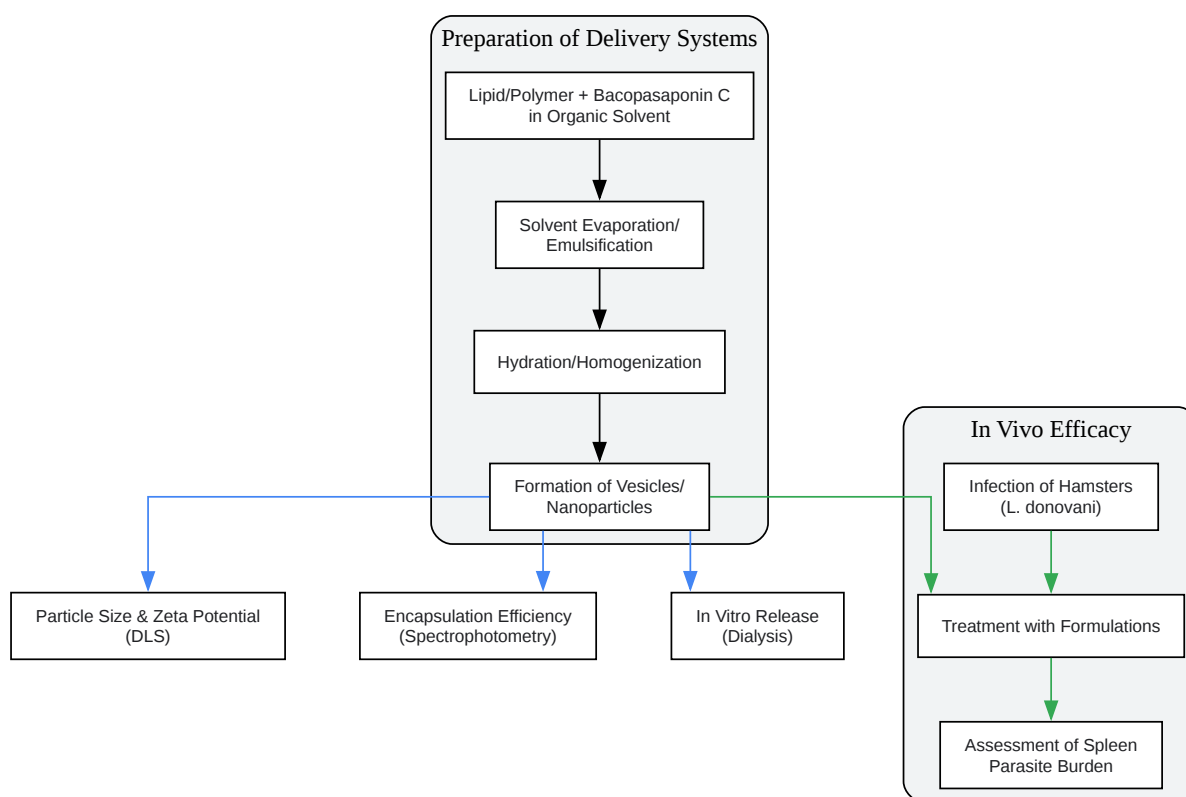 Preparation of Delivery Systems
Lipid/Polymer + Bacopasaponin C
in Organic Solvent
Solvent Evaporation/
Emulsification
Hydration/Homogenization
Formation of Vesicles/
Nanoparticles
Particle Size & Zeta Potential
(DLS)
Encapsulation Efficiency
(Spectrophotometry)
In Vitro Release
(Dialysis)
In Vivo Efficacy
Infection of Hamsters
(L. donovani)
Treatment with Formulations
Assessment of Spleen
Parasite Burden